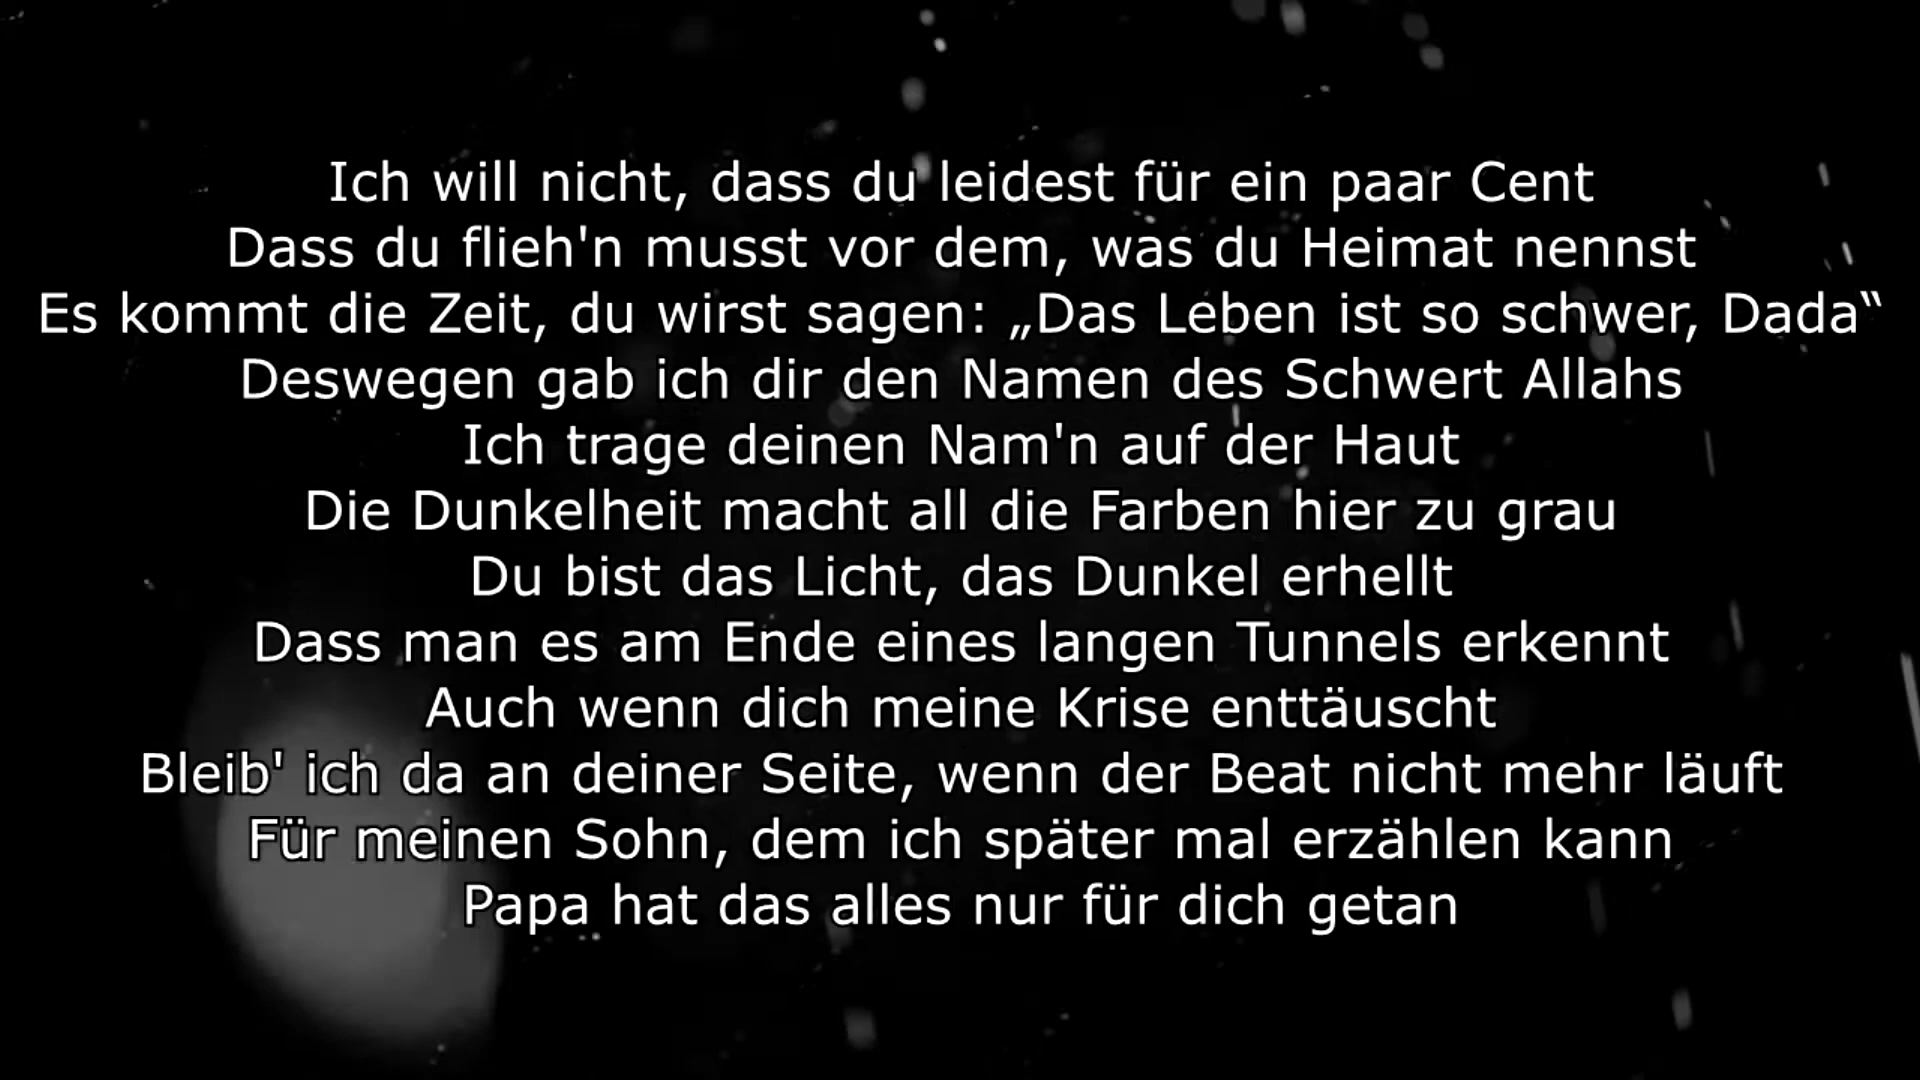 Ich will nicht, dass du leidest für ein paar Cent
Dass du flieh'n musst vor dem, was du Heimat nennst
Es kommt die Zeit, du wirst sagen: „Das Leben ist so schwer, Dada“
Deswegen gab ich dir den Namen des Schwert Allahs
Ich trage deinen Nam'n auf der Haut
Die Dunkelheit macht all die Farben hier zu grau
Du bist das Licht, das Dunkel erhellt
Dass man es am Ende eines langen Tunnels erkennt
Auch wenn dich meine Krise enttäuscht
Bleib' ich da an deiner Seite, wenn der Beat nicht mehr läuft
Für meinen Sohn, dem ich später mal erzählen kann
Papa hat das alles nur für dich getan